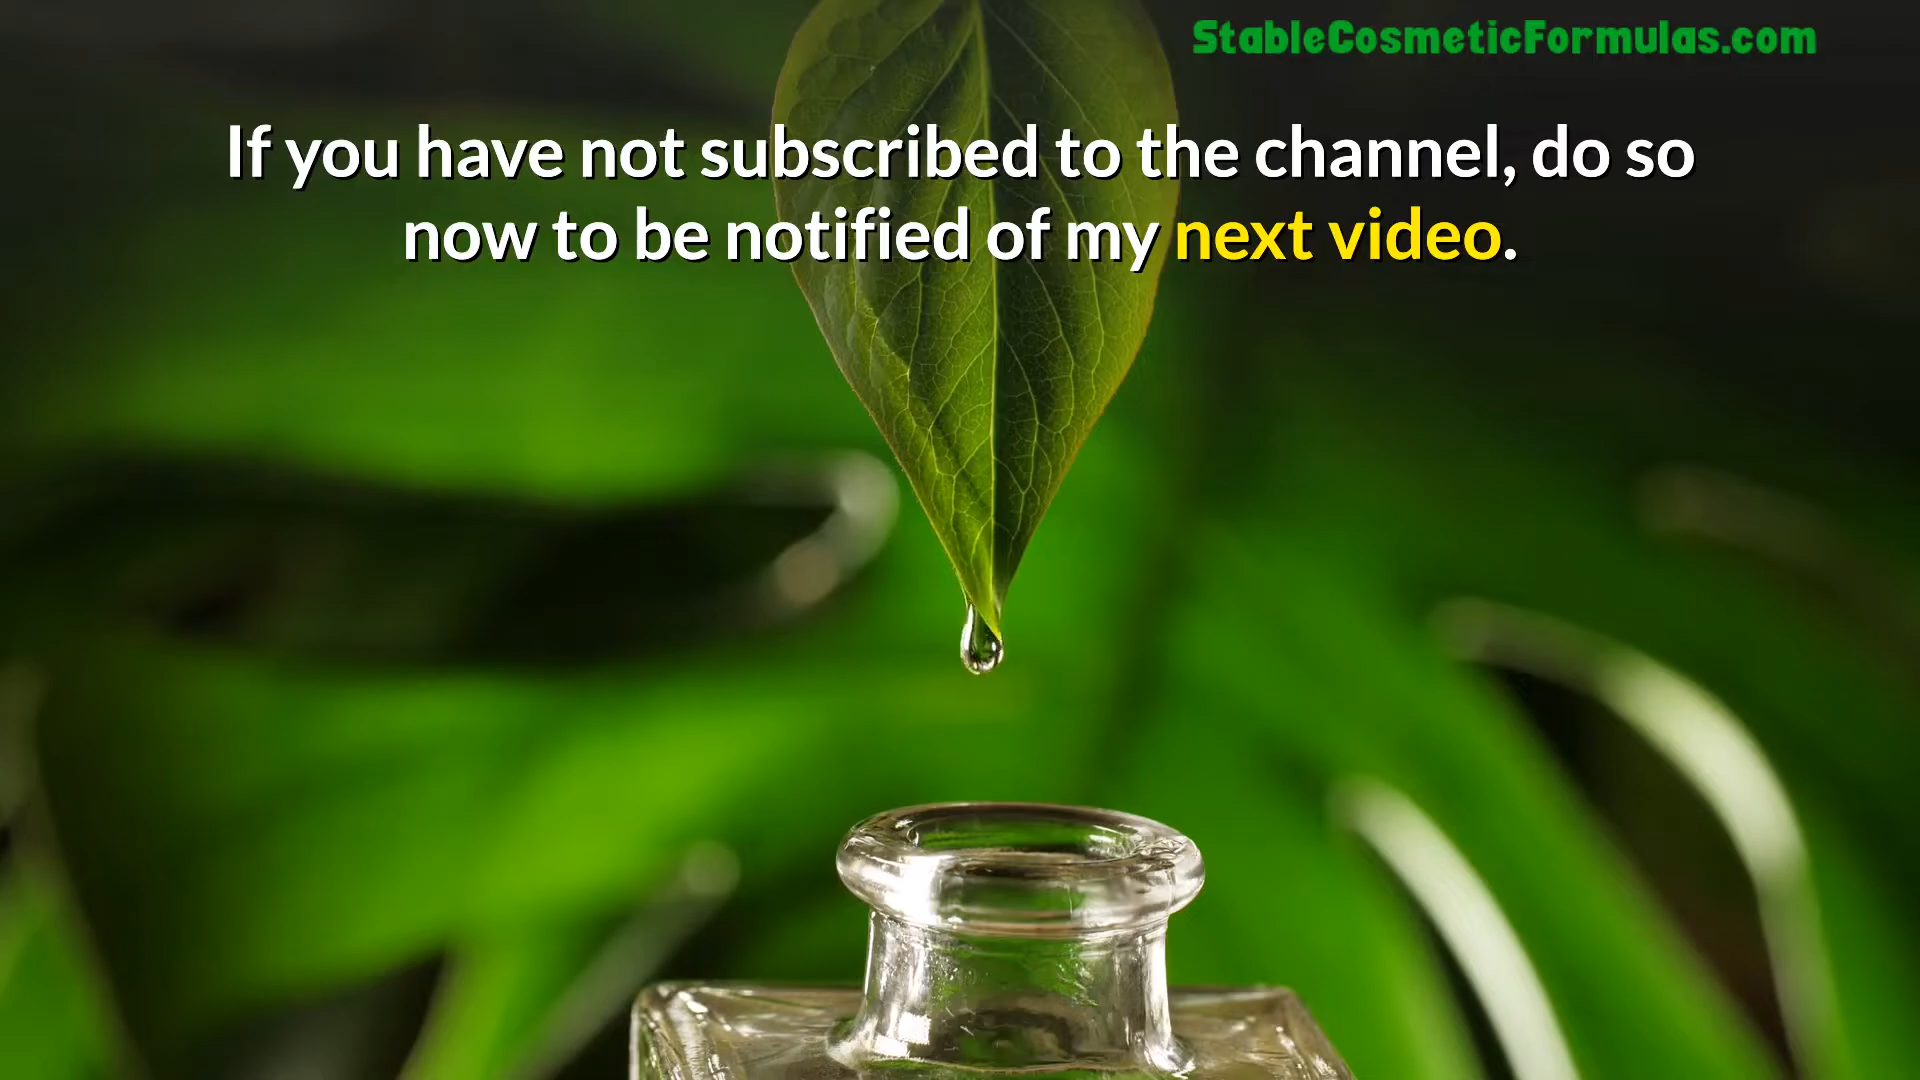 StableCosmeticFormulas.com
If you have not subscribed to the channel, do so
now to be notified of my next video.